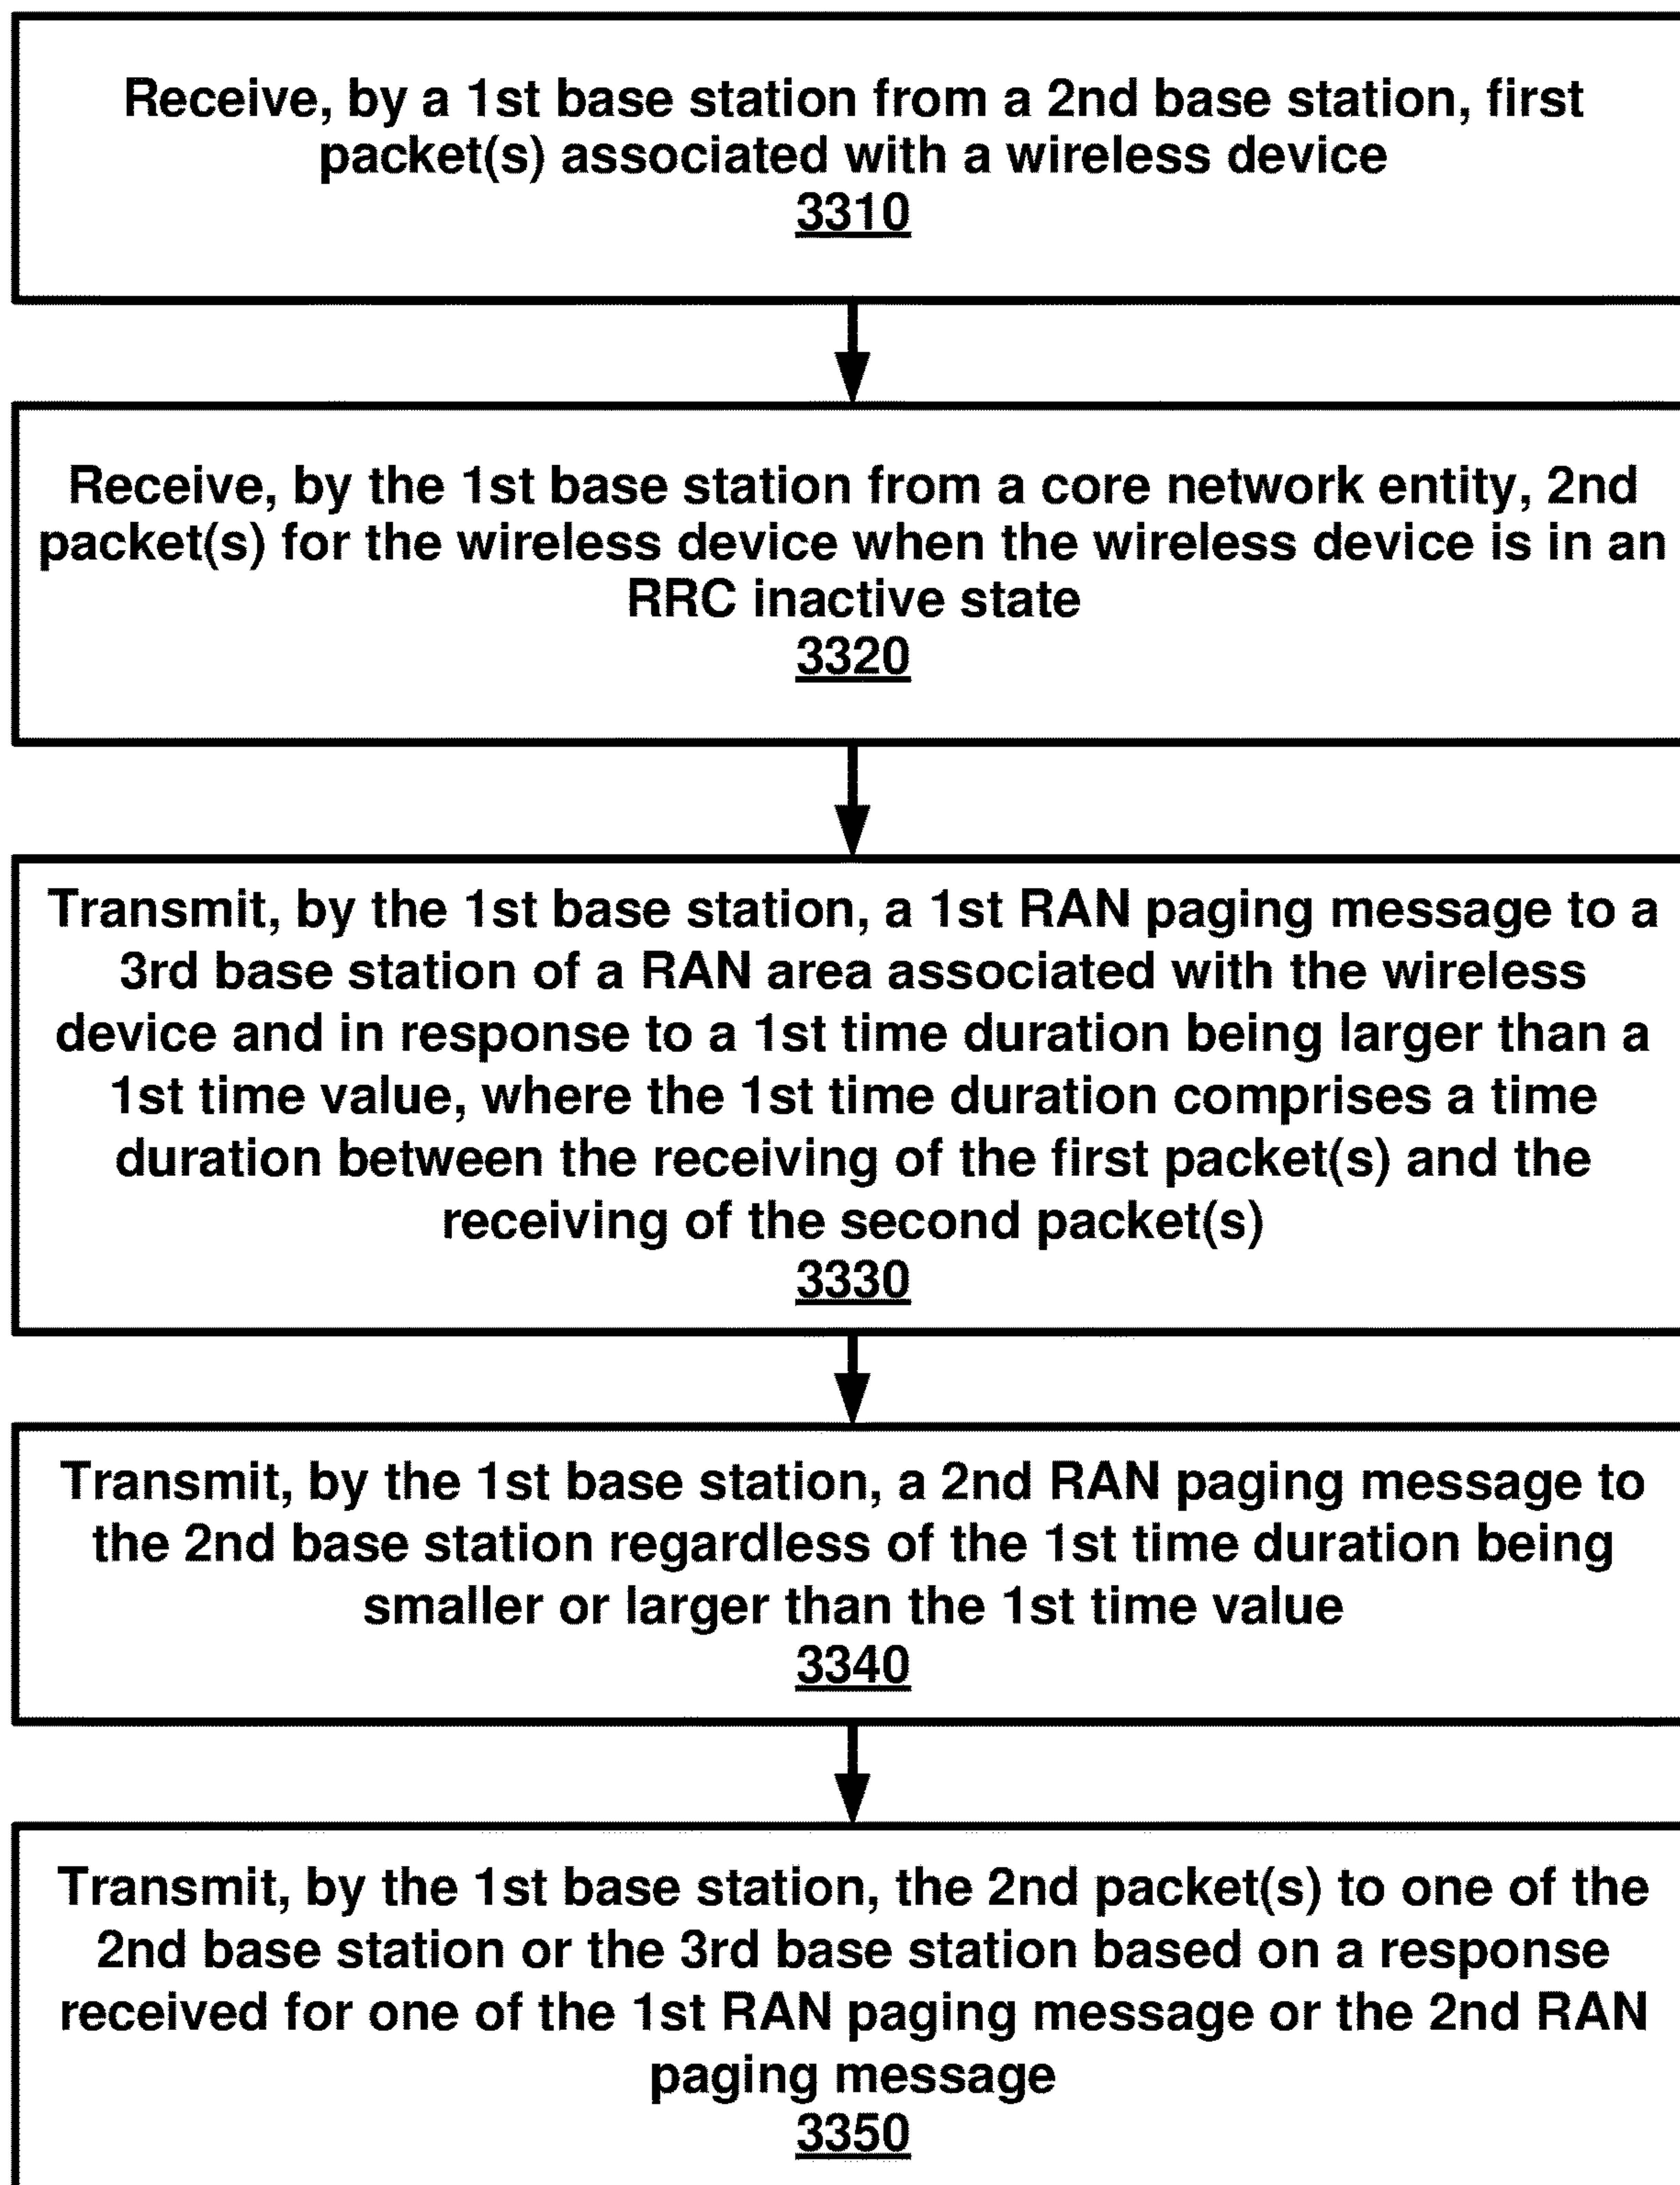 Receive, by a 1st base station from a 2nd base station, first
packet(s) associated with a wireless device
3310
Receive, by the 1st base station from a core network entity, 2nd
packet(s) for the wireless device when the wireless device is in an
RRC inactive state
3320
Transmit, by the 1st base station, a 1st RAN paging message to a
3rd base station of a RAN area associated with the wireless
device and in response to a 1st time duration being larger than a
1st time value, where the 1st time duration comprises a time
duration between the receiving of the first packet(s) and the
receiving of the second packet(s)
3330
Transmit, by the 1st base station, a 2nd RAN paging message to
the 2nd base station regardless of the 1st time duration being
smaller or larger than the 1st time value
3340
Transmit, by the 1st base station, the 2nd packet(s) to one of the
2nd base station or the 3rd base station based on a response
received for one of the 1st RAN paging message or the 2nd RAN
paging message
3350